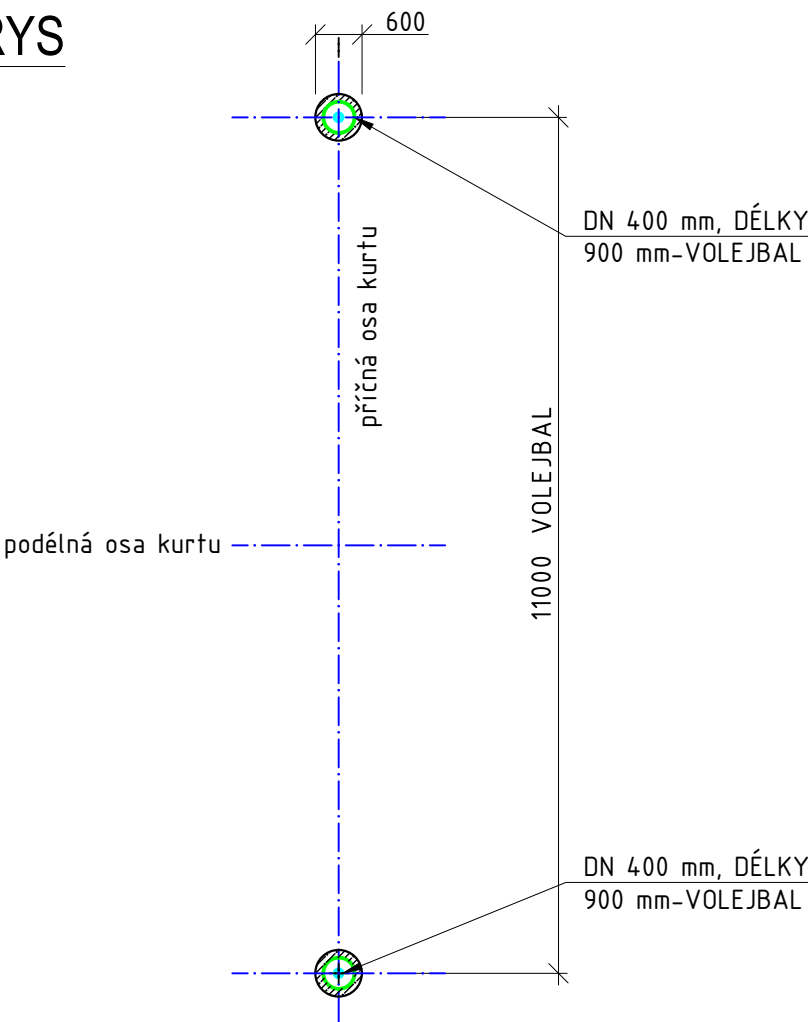 RYS
600
DN 400 mm, DÉLKY
900 mm-VOLEJBAL
příčná osa kurtu
11000 VOLEJBAL
podélná osa kurtu
DN 400 mm, DÉLKY
900 mm-VOLEJBAL